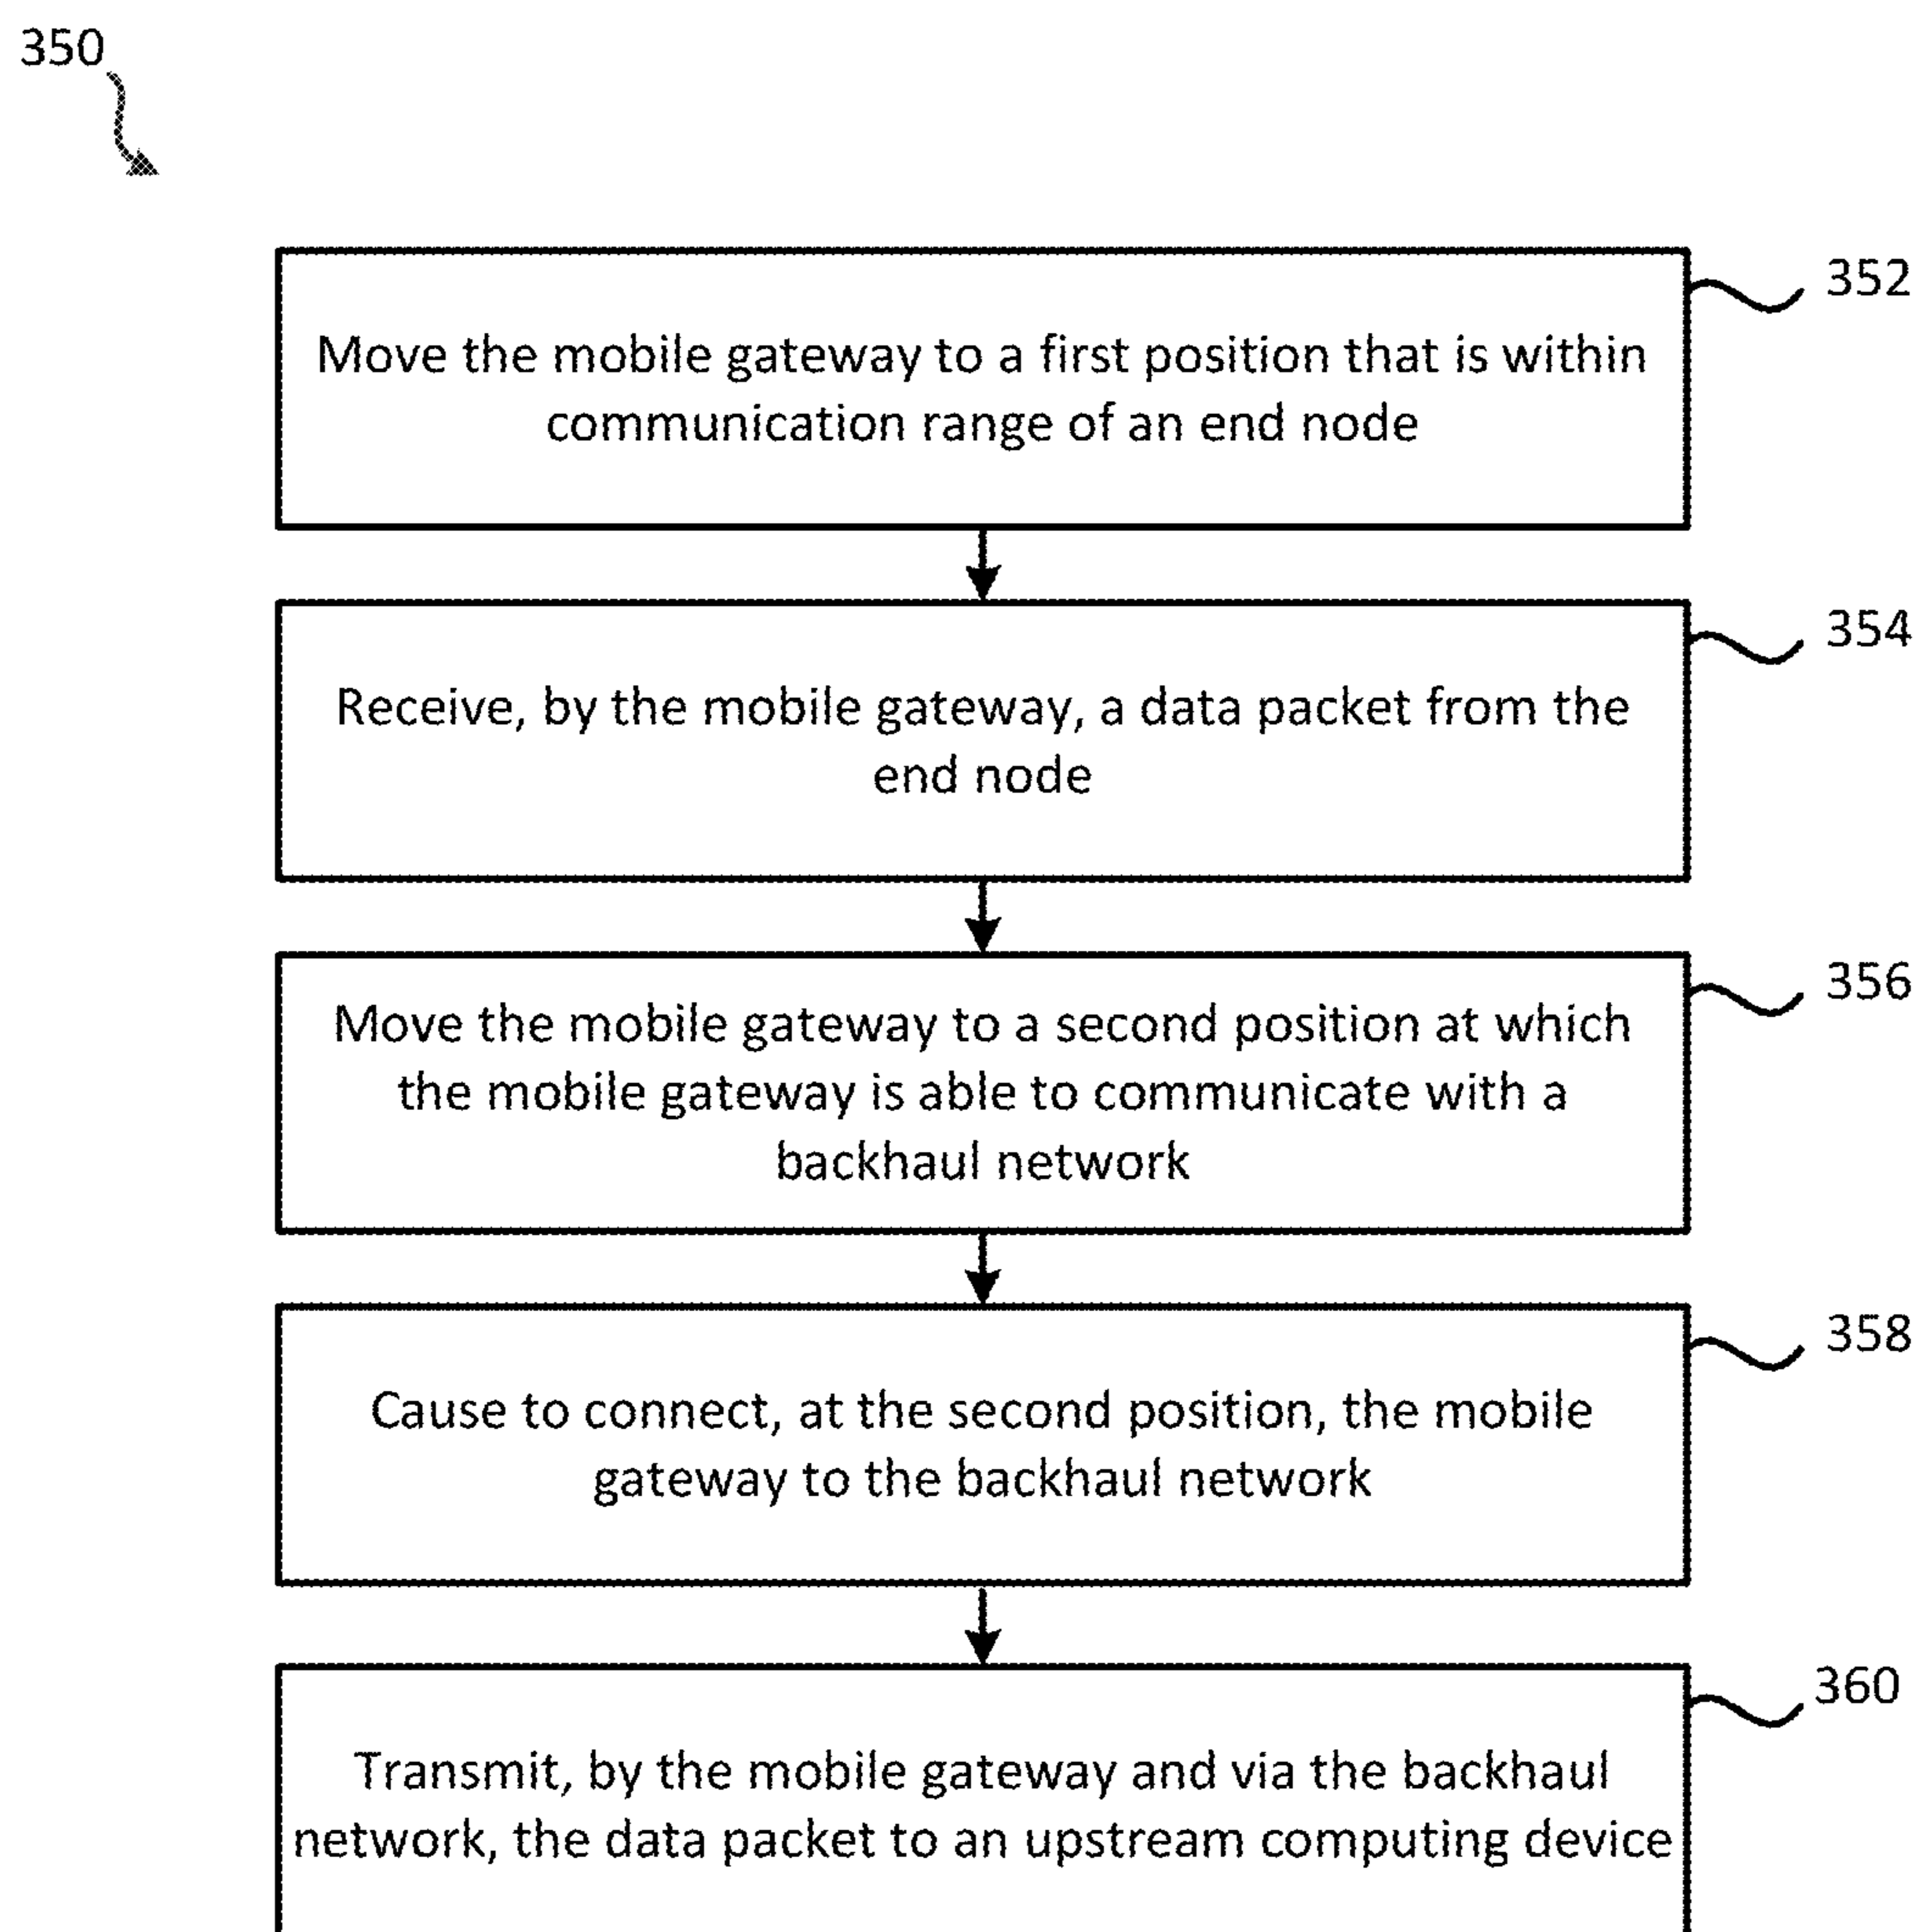 350
352
Move the mobile gateway to a first position that is within
communication range of an end node
354
Receive, by the mobile gateway, a data packet from the
end node
356
Move the mobile gateway to a second position at which
the mobile gateway is able to communicate with a
backhaul network
358
Cause to connect, at the second position, the mobile
gateway to the backhaul network
360
Transmit, by the mobile gateway and via the backhaul
network, the data packet to an upstream computing device